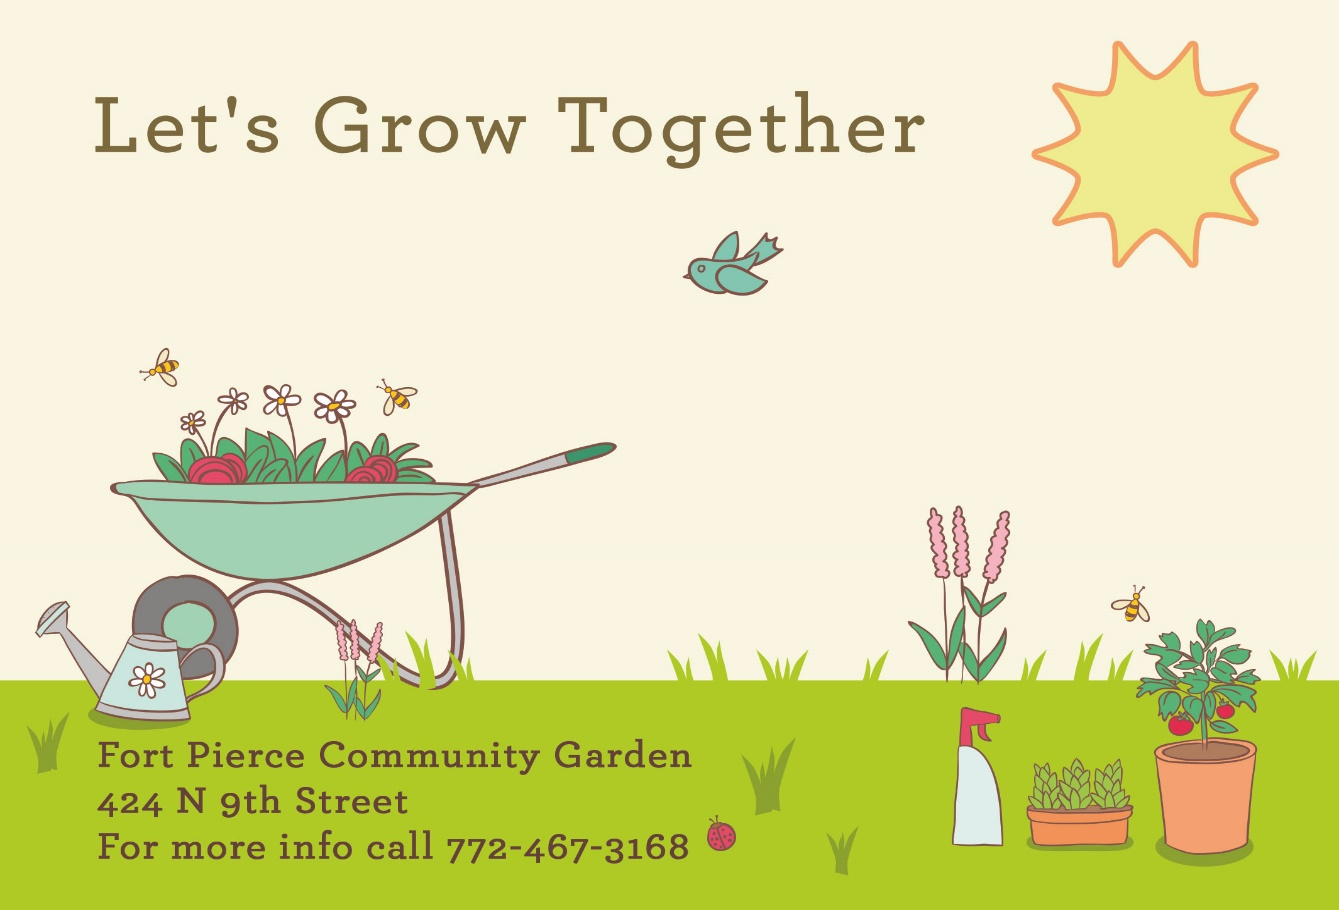 Let's Grow Together
Fort Pierce Community Garden
424 N 9th Street
For more info call 772-467-3168